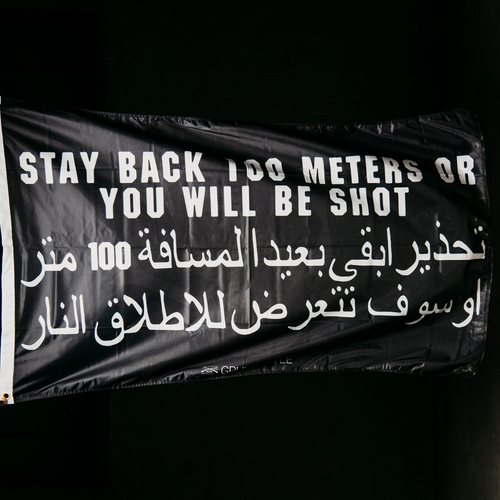 STAY BACK 100 METERS OR
YOU WILL BE SHOT
تحذير ابقي بعيدا لمسافة 100 متر
او سوف تتعرض للاطلاق النار